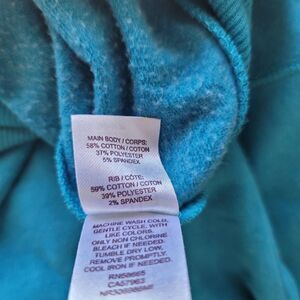 MAIN BODY / CORPS:
58% COTTON / COTON
37% POLYESTER
5% SPANDEX
RIB / CÔTE:
59% COTTON / COTON
39% POLYESTER
2% SPANDEX
MACHINE WASH COLD,
GENTLE CYCLE, WITH
LIKE COLORS.
ONLY NON CHLORINE
BLEACH IF NEEDED.
TUMBLE DRY LOW,
REMOVE PROMPTLY.
COOL IRON IF NEEDED.
CA57963